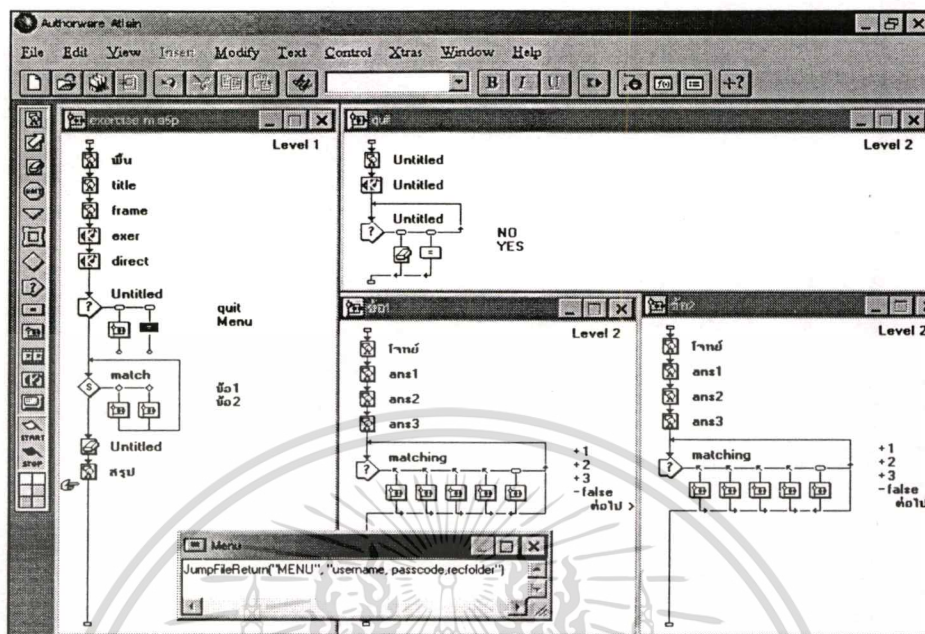 Authorware Attain
File Edit View Insert Modify Text Control Xtras Window Help
B I U
exercise m.a5p
Level 1
พื้น
title
frame
exer
direct
Untitled
quit
Menu
match
ข้อ1
ข้อ2
Untitled
สรุป
START
STOP
quit
Level 2
Untitled
Untitled
Untitled
NO
YES
ข้อ1
Level 2
โจทย์
ans1
ans2
ans3
matching
+1
+2
+3
-false
ต่อไป >
ข้อ2
Level 2
โจทย์
ans1
ans2
ans3
matching
+1
+2
+3
-false
ต่อไป
Menu
JumpFileReturn("MENU", "username, passcode,recfolder")